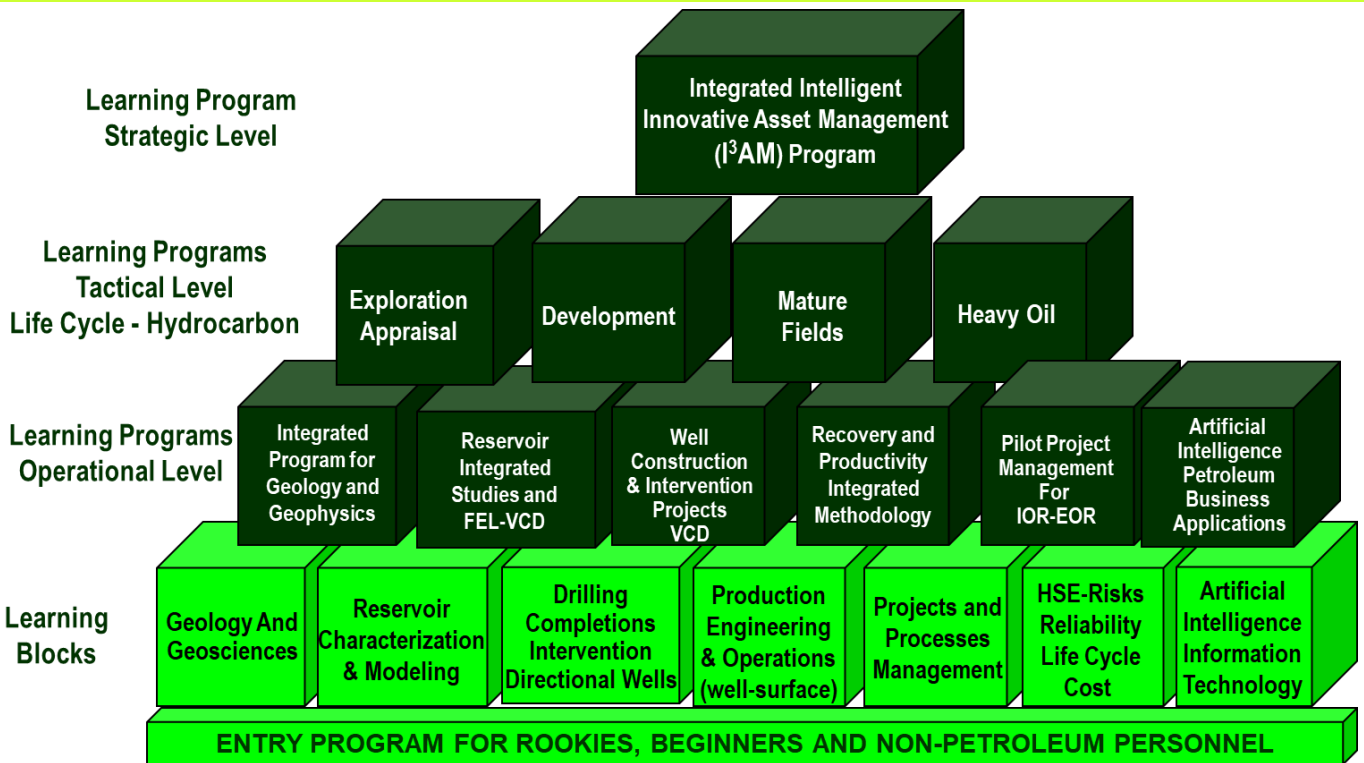 Learning Program
Strategic Level
Integrated Intelligent
Innovative Asset Management
(I³AM) Program
Learning Programs
Tactical Level
Life Cycle - Hydrocarbon
Exploration
Appraisal
Development
Mature
Fields
Heavy Oil
Learning Programs
Operational Level
Integrated
Program for
Geology and
Geophysics
Reservoir
Integrated
Studies and
FEL-VCD
Well
Construction
& Intervention
Projects
VCD
Recovery and
Productivity
Integrated
Methodology
Pilot Project
Management
For
IOR-EOR
Artificial
Intelligence
Petroleum
Business
Applications
Learning
Blocks
Geology And
Geosciences
Reservoir
Characterization
& Modeling
Drilling
Completions
Intervention
Directional Wells
Production
Engineering
& Operations
(well-surface)
Projects and
Processes
Management
HSE-Risks
Reliability
Life Cycle
Cost
Artificial
Intelligence
Information
Technology
ENTRY PROGRAM FOR ROOKIES, BEGINNERS AND NON-PETROLEUM PERSONNEL